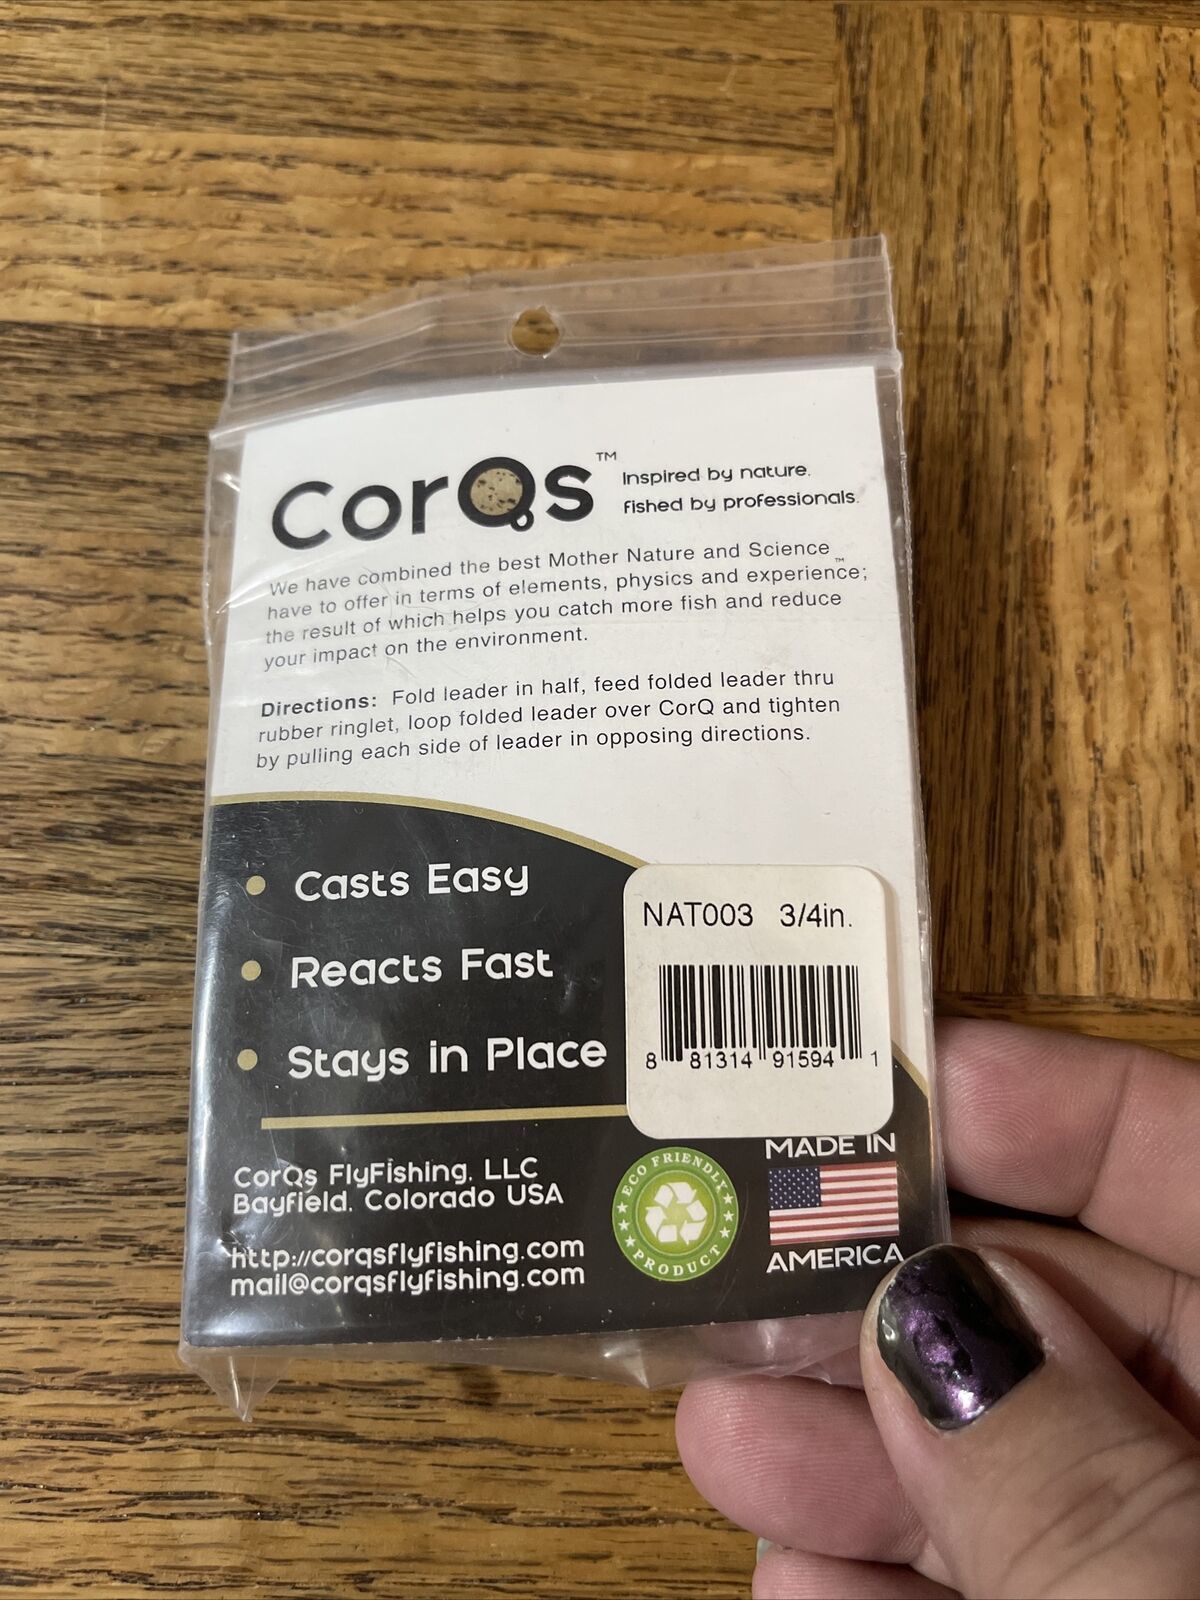 CorQs™
Inspired by nature.
fished by professionals.
We have combined the best Mother Nature and Science
have to offer in terms of elements, physics and experience;™
the result of which helps you catch more fish and reduce
your impact on the environment.
Directions: Fold leader in half, feed folded leader thru
rubber ringlet, loop folded leader over CorQ and tighten
by pulling each side of leader in opposing directions.
• Casts Easy
• Reacts Fast
• Stays in Place
NAT003 3/4in.
8 81314 91594 1
CorQs FlyFishing, LLC
Bayfield, Colorado USA
http://corqsflyfishing.com
mail@corqsflyfishing.com
ECO FRIENDLY
PRODUCT
MADE IN
AMERICA